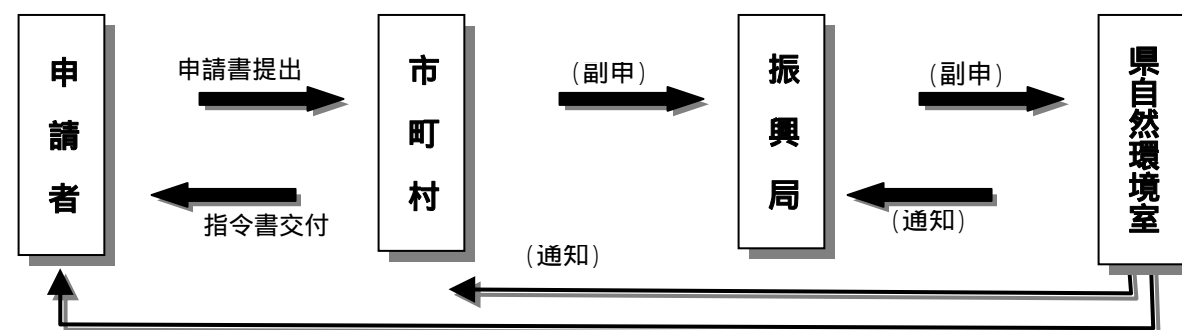 申請者
申請書提出
指令書交付
市町村
(副申)
(通知)
振興局
(副申)
(通知)
県自然環境室